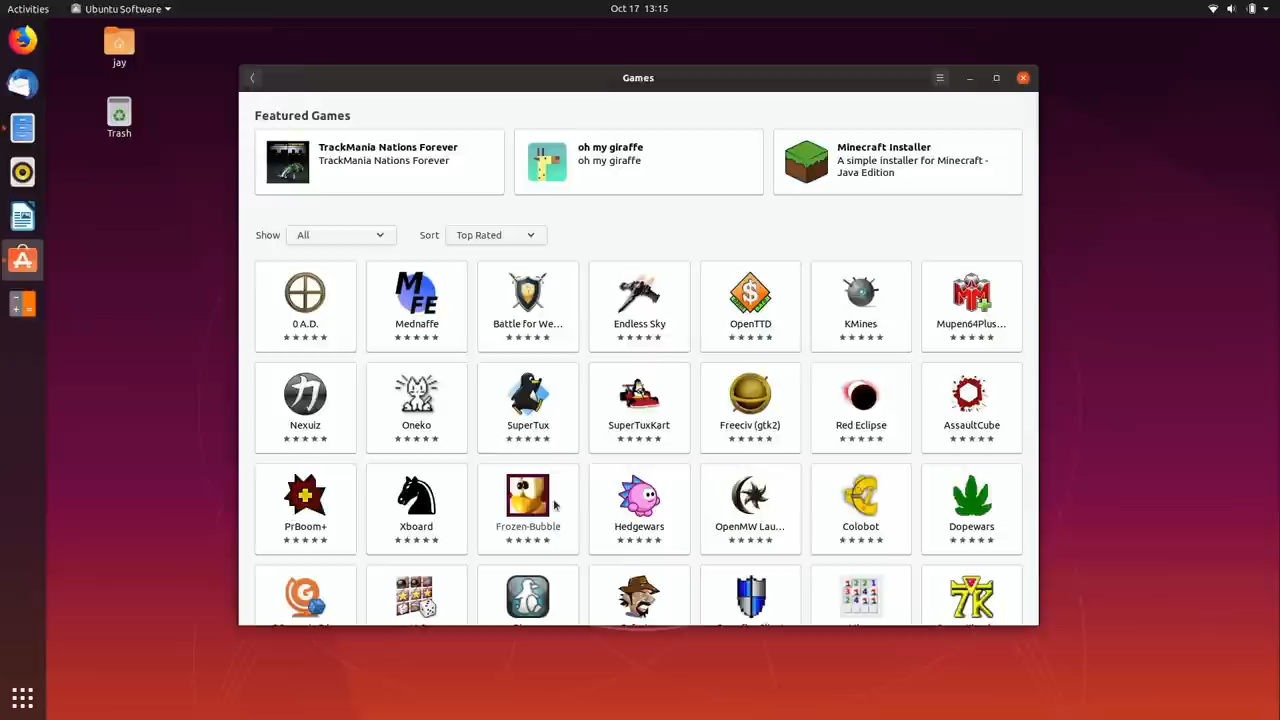 Activities
Ubuntu Software
Oct 17 13:15
jay
Trash
Games
Featured Games
TrackMania Nations Forever
TrackMania Nations Forever
oh my giraffe
oh my giraffe
Minecraft Installer
A simple installer for Minecraft -
Java Edition
Show All Sort Top Rated
0 A.D. Mednaffe Battle for We... Endless Sky OpenTTD KMines Mupen64Plus...
Nexuiz Oneko SuperTux SuperTuxKart Freeciv (gtk2) Red Eclipse AssaultCube
PrBoom+ Xboard Frozen-Bubble Hedgewars OpenMW Lau... Colobot Dopewars